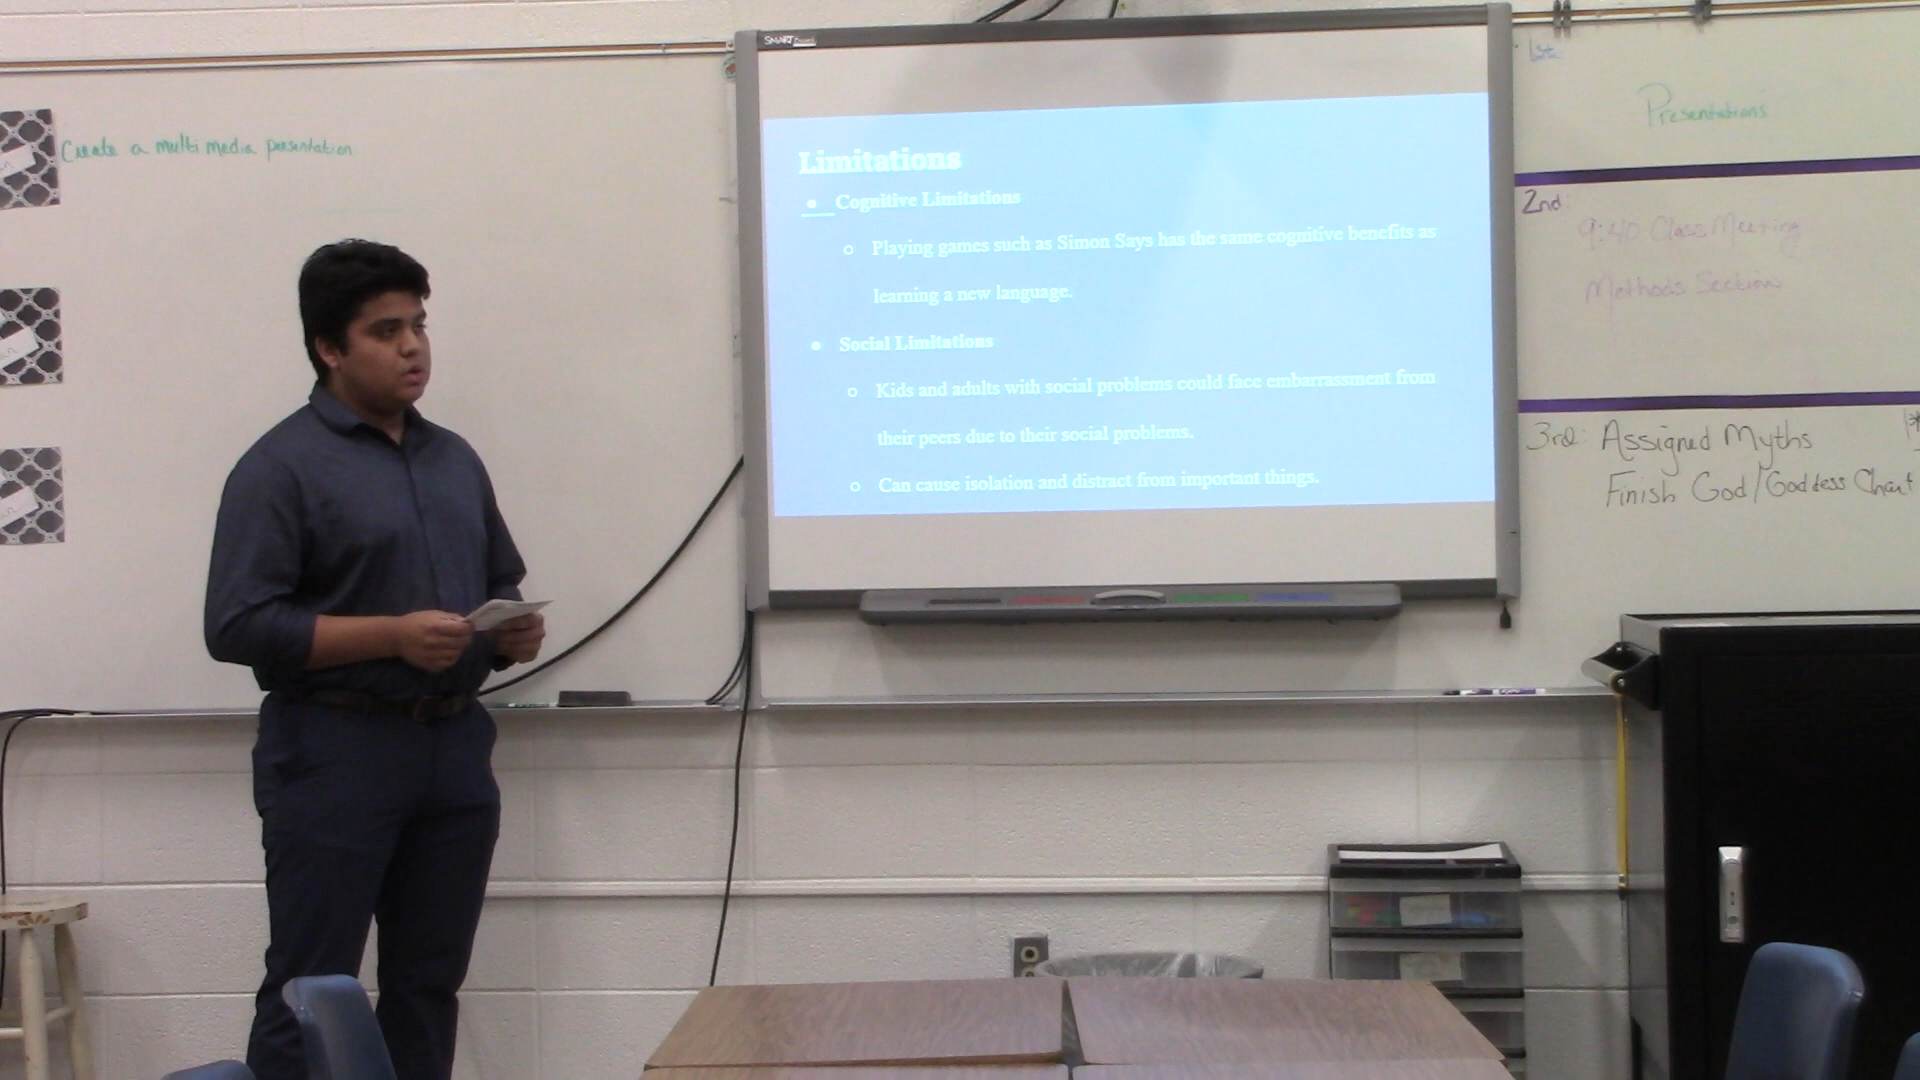 SMART Board
Create a multi media presentation
Limitations
Cognitive Limitations
Playing games such as Simon Says has the same cognitive benefits as
learning a new language.
Social Limitations
Kids and adults with social problems could face embarrassment from
their peers due to their social problems.
Can cause isolation and distract from important things.
1st:
Presentations
2nd:
9:40 Class Meeting
Methods Section
3rd: Assigned Myths
Finish God/Goddess Chart